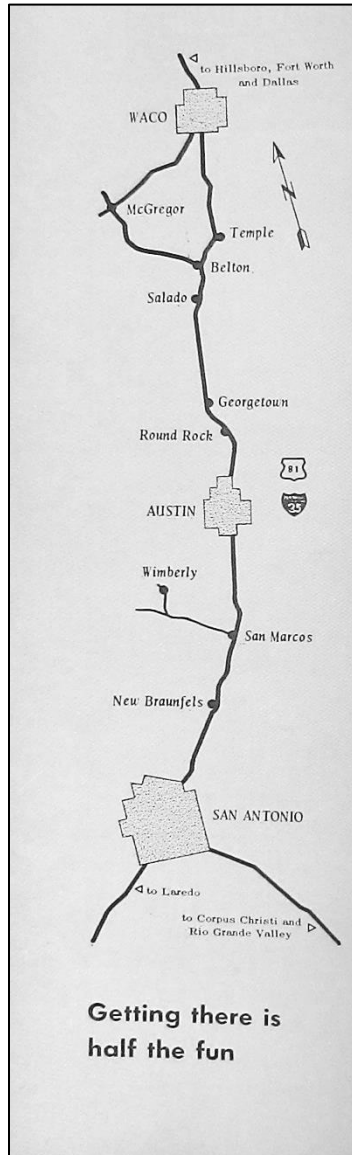 to Hillsboro, Fort Worth
and Dallas
WACO
McGregor
Temple
Belton
Salado
Georgetown
Round Rock
81
AUSTIN
35
Wimberly
San Marcos
New Braunfels
SAN ANTONIO
to Laredo
to Corpus Christi and
Rio Grande Valley
Getting there is
half the fun